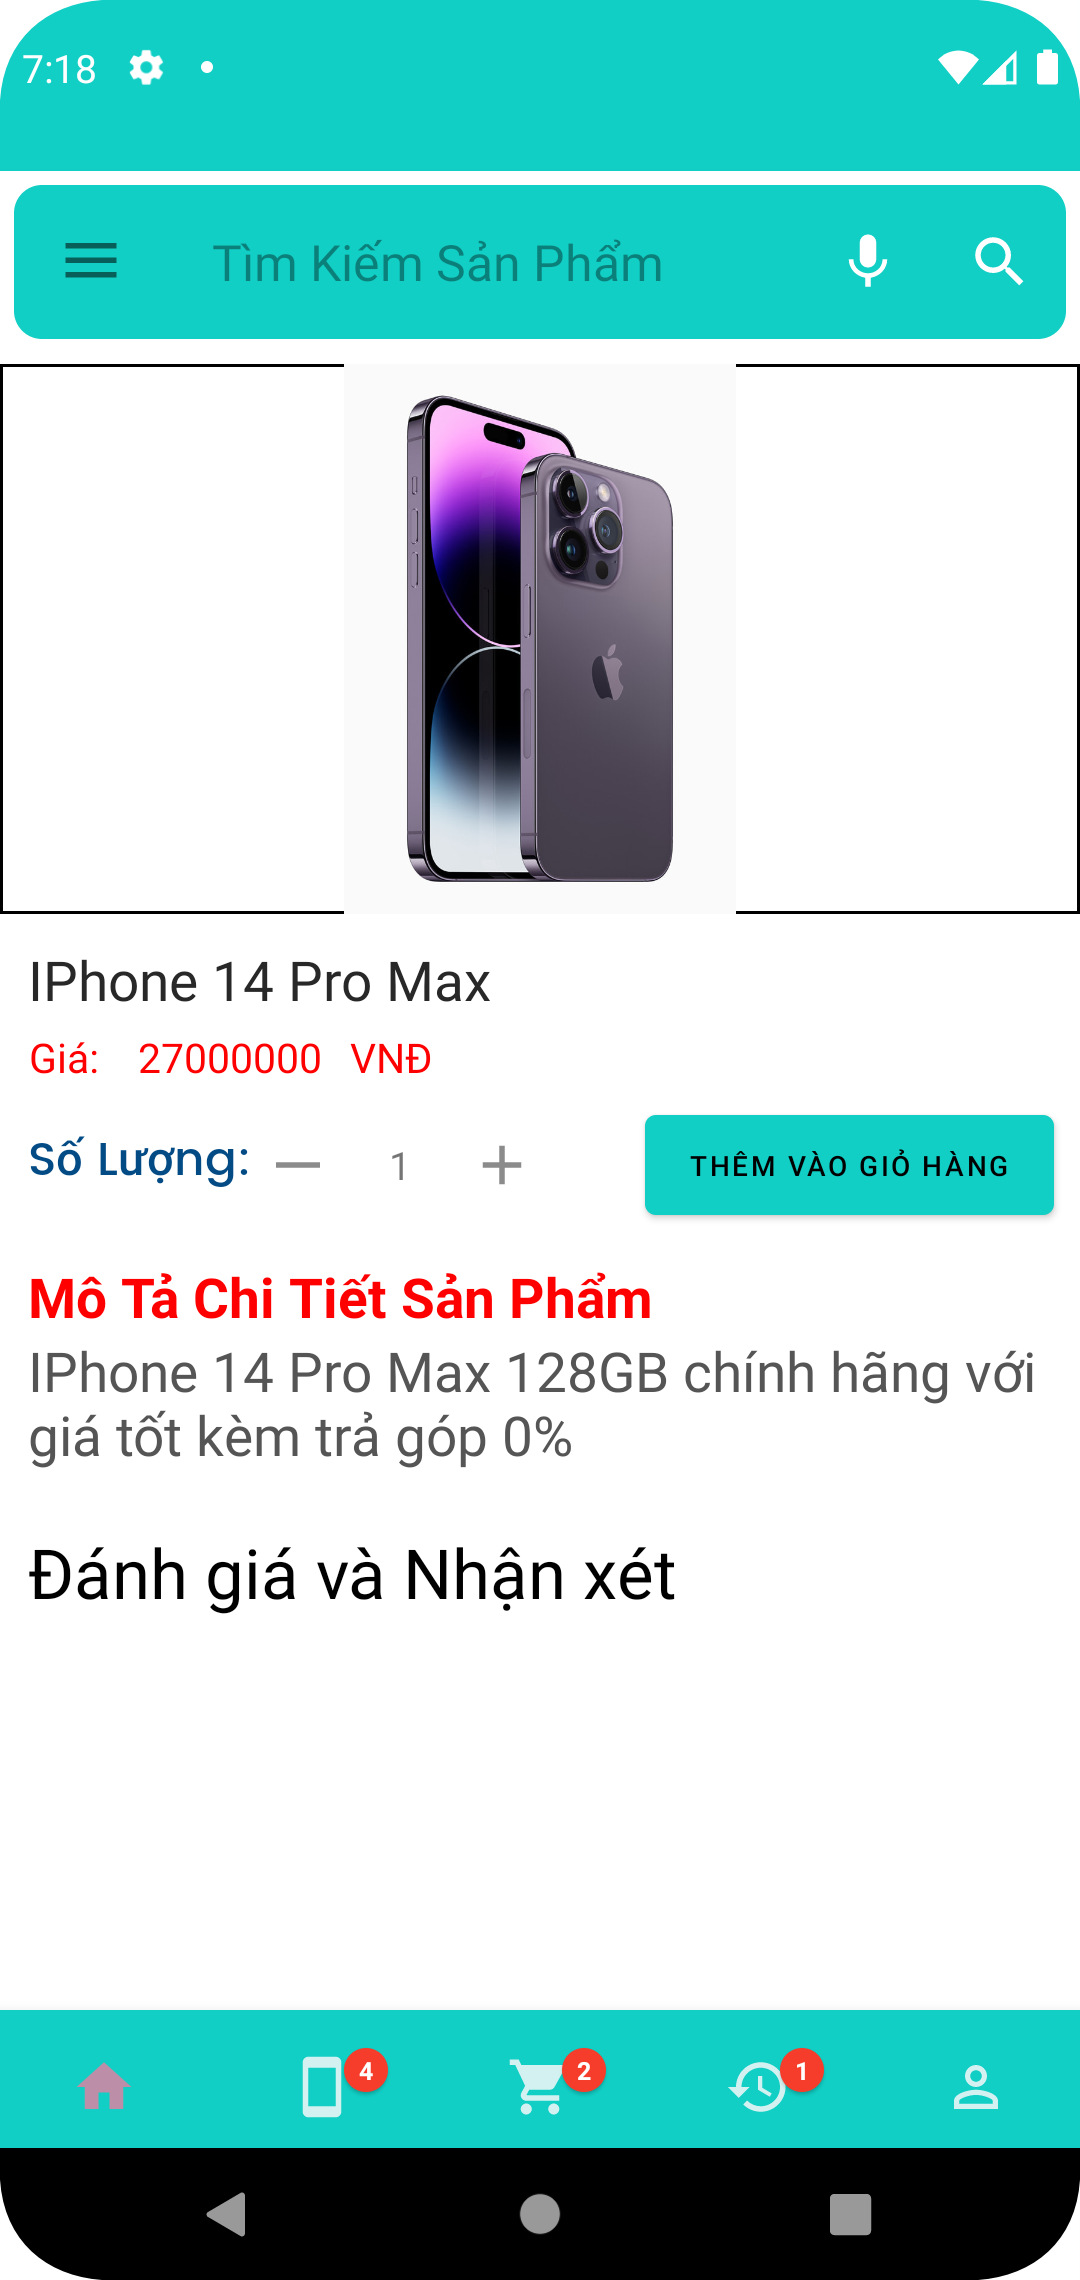 7:18
Tìm Kiếm Sản Phẩm
IPhone 14 Pro Max
Giá: 27000000 VNĐ
Số Lượng: 1
THÊM VÀO GIỎ HÀNG
Mô Tả Chi Tiết Sản Phẩm
IPhone 14 Pro Max 128GB chính hãng với
giá tốt kèm trả góp 0%
Đánh giá và Nhận xét
4 2 1